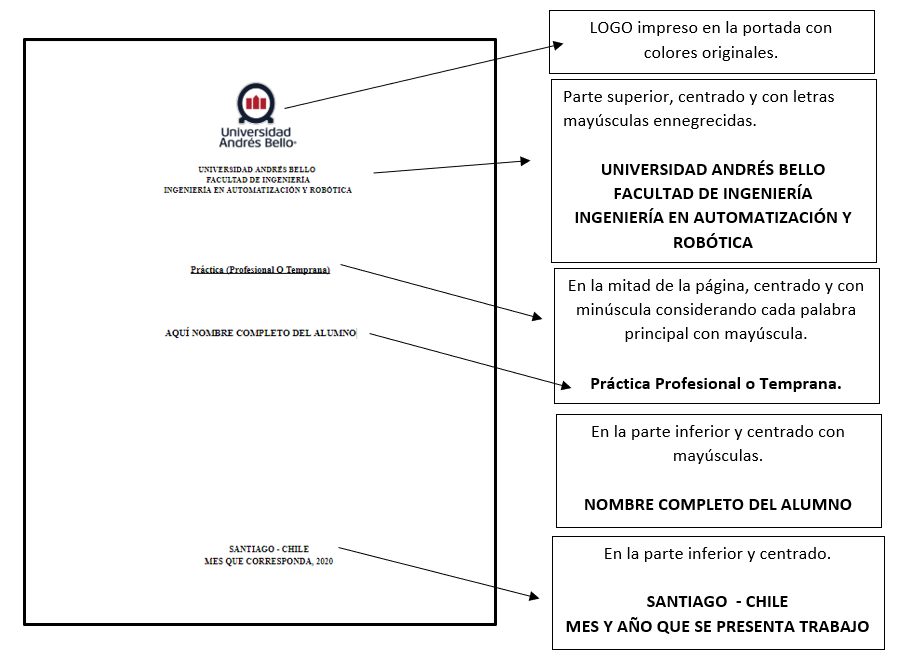 Universidad
Andrés Bello
UNIVERSIDAD ANDRÉS BELLO
FACULTAD DE INGENIERÍA
INGENIERÍA EN AUTOMATIZACIÓN Y ROBÓTICA
Práctica (Profesional O Temprana)
AQUÍ NOMBRE COMPLETO DEL ALUMNO
SANTIAGO - CHILE
MES QUE CORRESPONDA, 2020
LOGO impreso en la portada con
colores originales.
Parte superior, centrado y con letras
mayúsculas ennegrecidas.
UNIVERSIDAD ANDRÉS BELLO
FACULTAD DE INGENIERÍA
INGENIERÍA EN AUTOMATIZACIÓN Y
ROBÓTICA
En la mitad de la página, centrado y con
minúscula considerando cada palabra
principal con mayúscula.
Práctica Profesional o Temprana.
En la parte inferior y centrado con
mayúsculas.
NOMBRE COMPLETO DEL ALUMNO
En la parte inferior y centrado.
SANTIAGO - CHILE
MES Y AÑO QUE SE PRESENTA TRABAJO